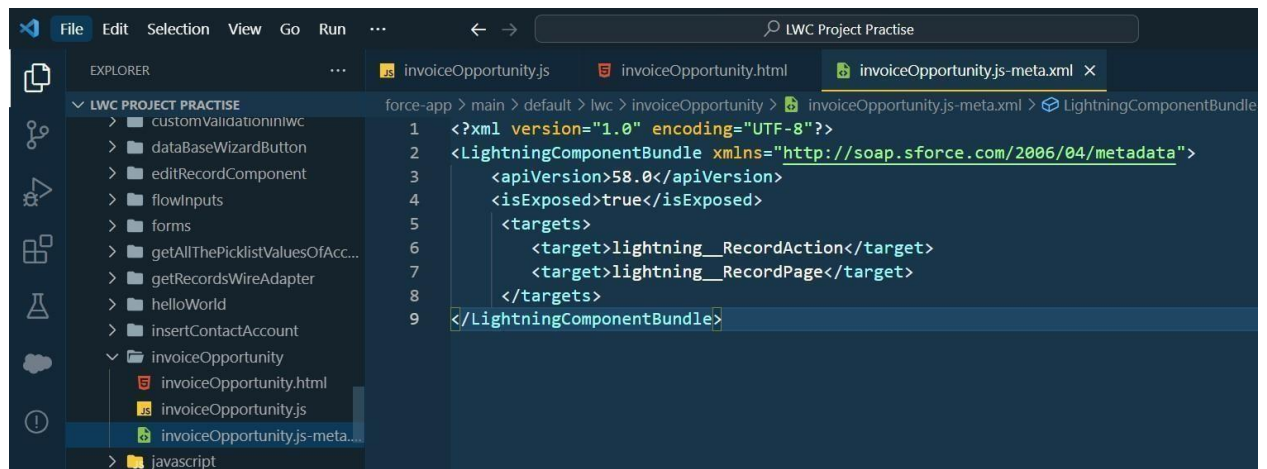 File Edit Selection View Go Run ···
LWC Project Practise
EXPLORER ···
LWC PROJECT PRACTISE
customValidationinlwc
dataBaseWizardButton
editRecordComponent
flowInputs
forms
getAllThePicklistValuesOfAcc...
getRecordsWireAdapter
helloWorld
insertContactAccount
invoiceOpportunity
invoiceOpportunity.html
invoiceOpportunity.js
invoiceOpportunity.js-meta....
javascript
invoiceOpportunity.js invoiceOpportunity.html invoiceOpportunity.js-meta.xml
force-app > main > default > lwc > invoiceOpportunity > invoiceOpportunity.js-meta.xml > LightningComponentBundle
1 <?xml version="1.0" encoding="UTF-8"?>
2 <LightningComponentBundle xmlns="http://soap.sforce.com/2006/04/metadata">
3 <apiVersion>58.0</apiVersion>
4 <isExposed>true</isExposed>
5 <targets>
6 <target>lightning__RecordAction</target>
7 <target>lightning__RecordPage</target>
8 </targets>
9 </LightningComponentBundle>